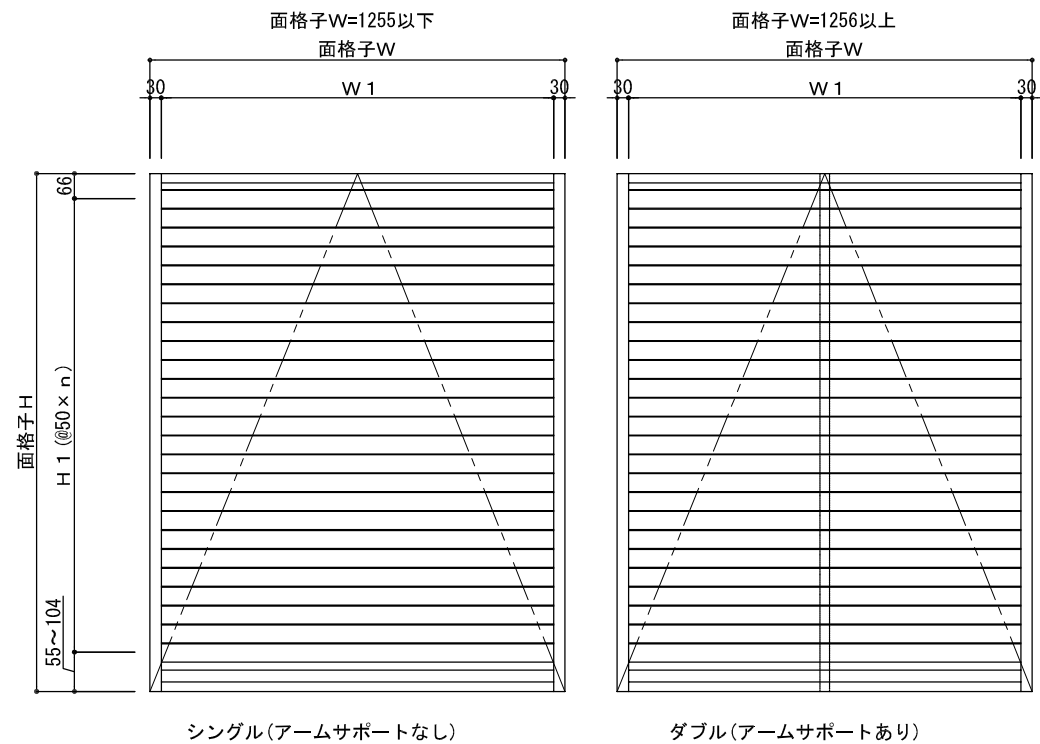 面格子W=1255以下
面格子W
30
W1
30
面格子W=1256以上
面格子W
30
W1
30
66
面格子H
H1(@50×n)
55～104
シングル(アームサポートなし)
ダブル(アームサポートあり)